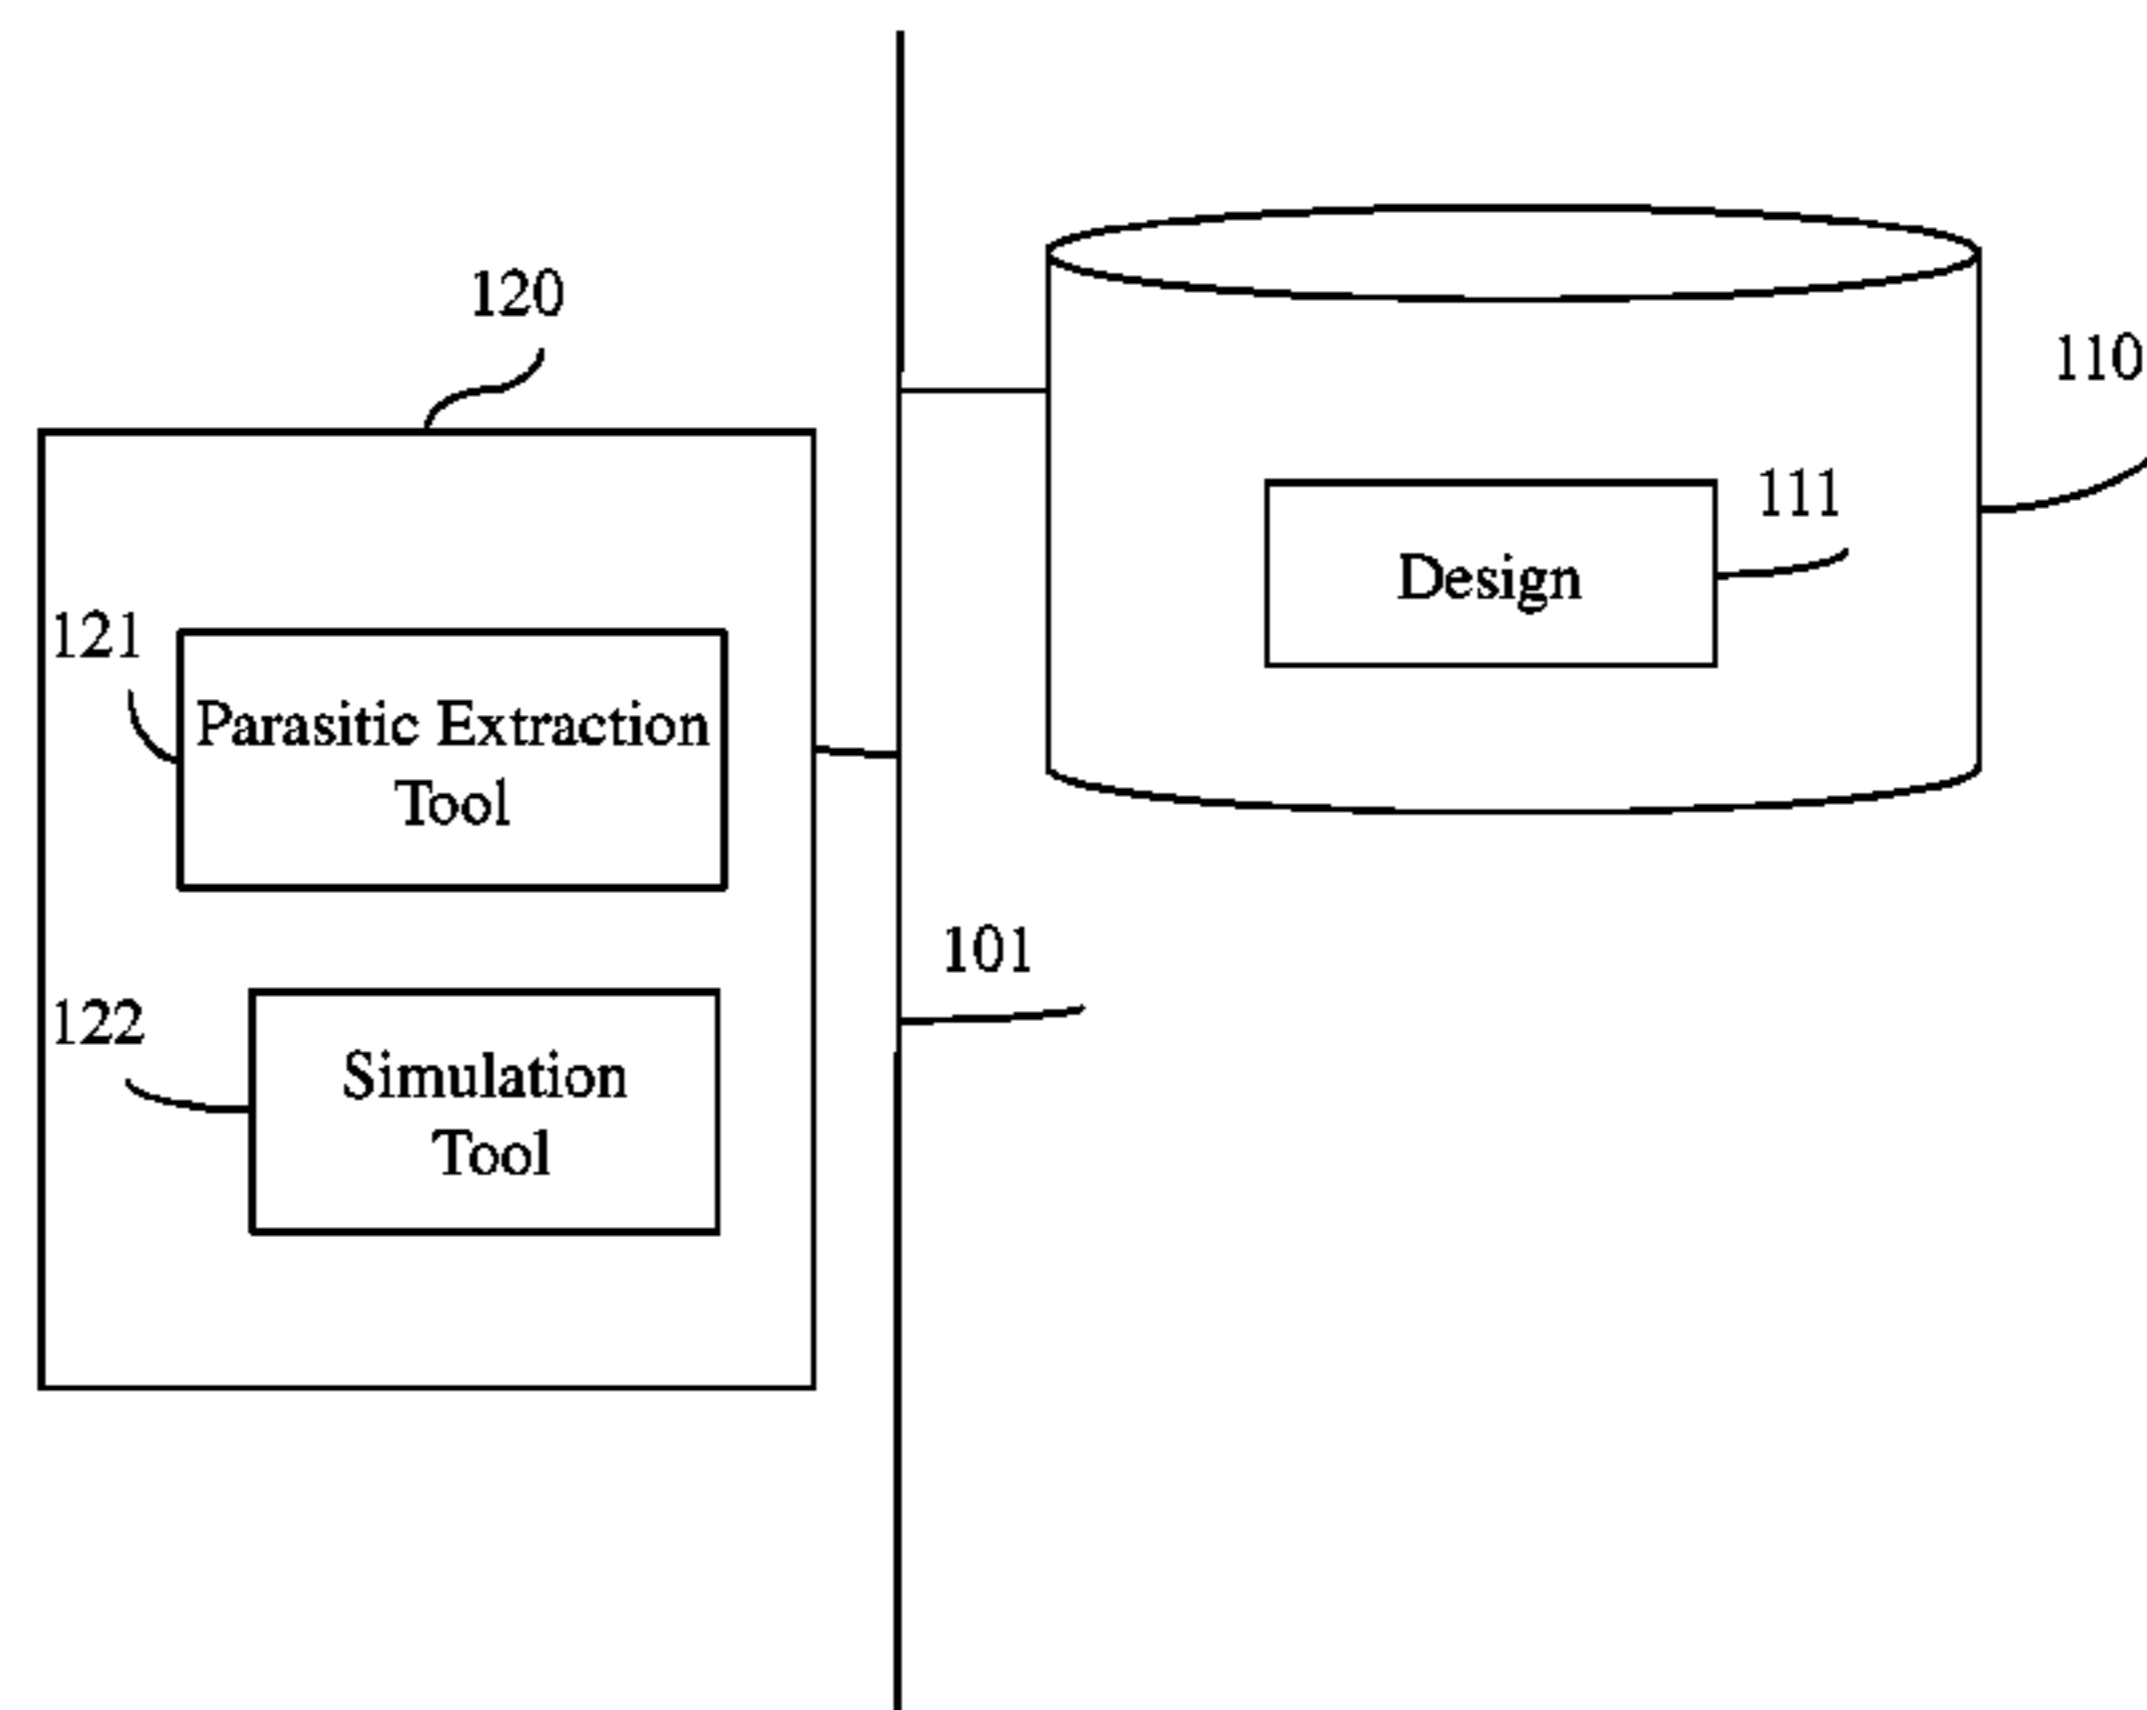 120
110
111
Design
121
Parasitic Extraction
Tool
101
122
Simulation
Tool